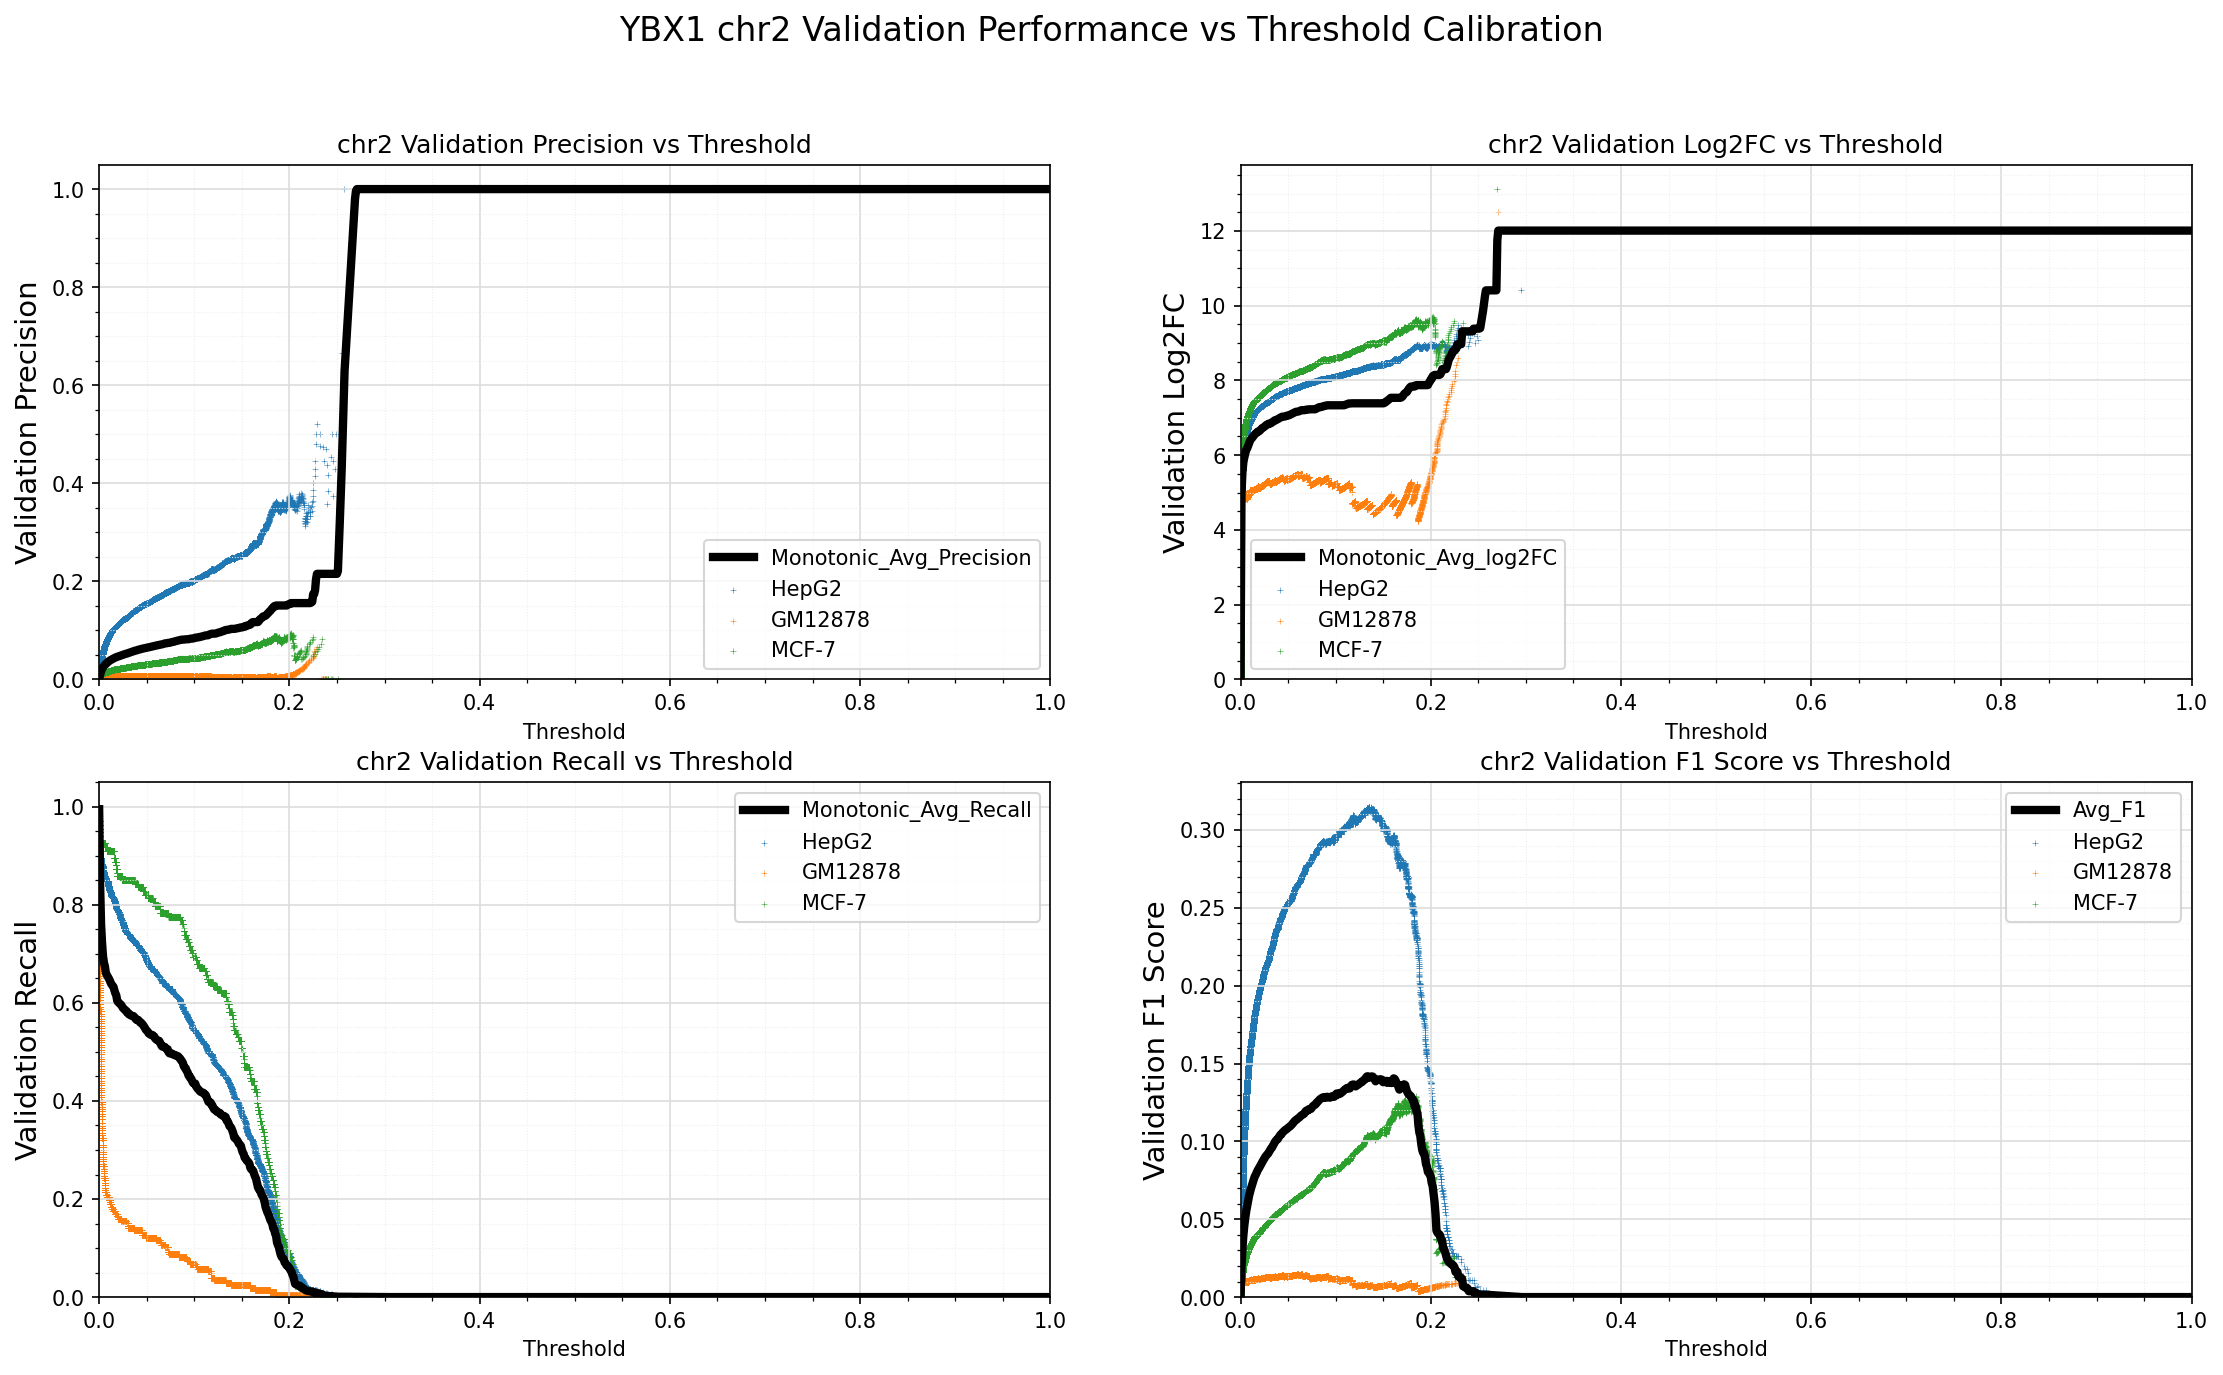 YBX1 chr2 Validation Performance vs Threshold Calibration
chr2 Validation Precision vs Threshold
Validation Precision
1.0
0.8
0.6
0.4
0.2
0.0
0.0 0.2 0.4 0.6 0.8 1.0
Threshold
Monotonic_Avg_Precision
HepG2
GM12878
MCF-7
chr2 Validation Log2FC vs Threshold
Validation Log2FC
12
10
8
6
4
2
0
0.0 0.2 0.4 0.6 0.8 1.0
Threshold
Monotonic_Avg_log2FC
HepG2
GM12878
MCF-7
chr2 Validation Recall vs Threshold
Validation Recall
1.0
0.8
0.6
0.4
0.2
0.0
0.0 0.2 0.4 0.6 0.8 1.0
Threshold
Monotonic_Avg_Recall
HepG2
GM12878
MCF-7
chr2 Validation F1 Score vs Threshold
Validation F1 Score
0.30
0.25
0.20
0.15
0.10
0.05
0.00
0.0 0.2 0.4 0.6 0.8 1.0
Threshold
Avg_F1
HepG2
GM12878
MCF-7